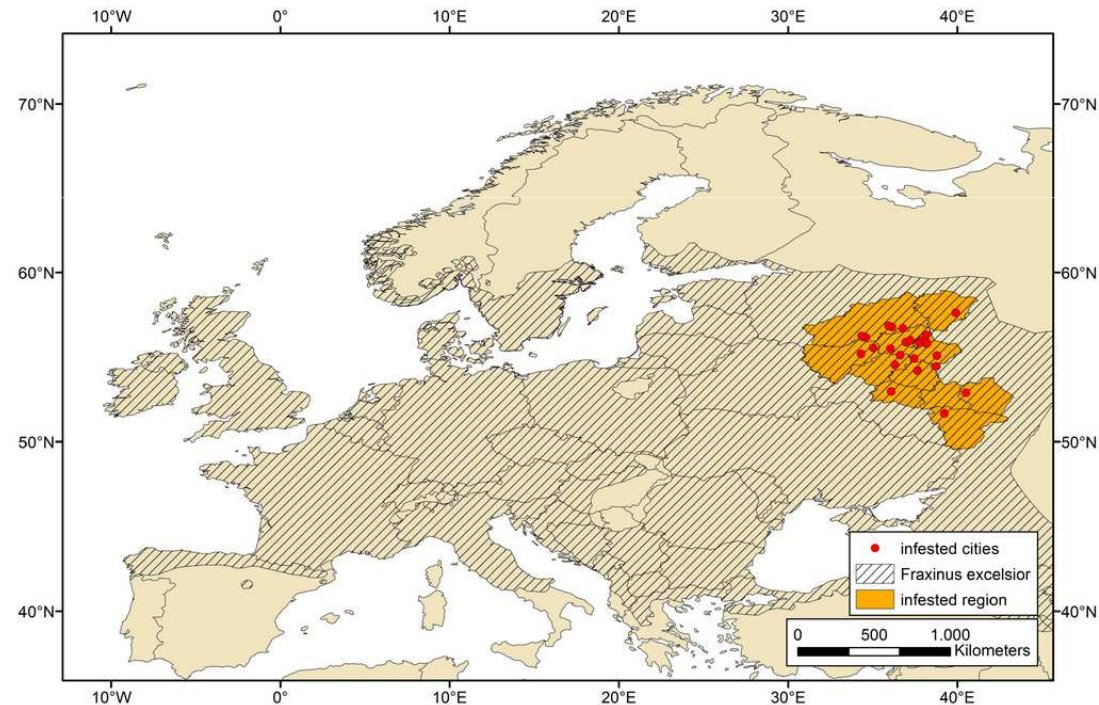 10°W 0° 10°E 20°E 30°E 40°E
70°N 70°N
60°N 60°N
50°N 50°N
infested cities
Fraxinus excelsior
infested region
40°N 40°N
0 500 1.000
Kilometers
10°W 0° 10°E 20°E 30°E 40°E